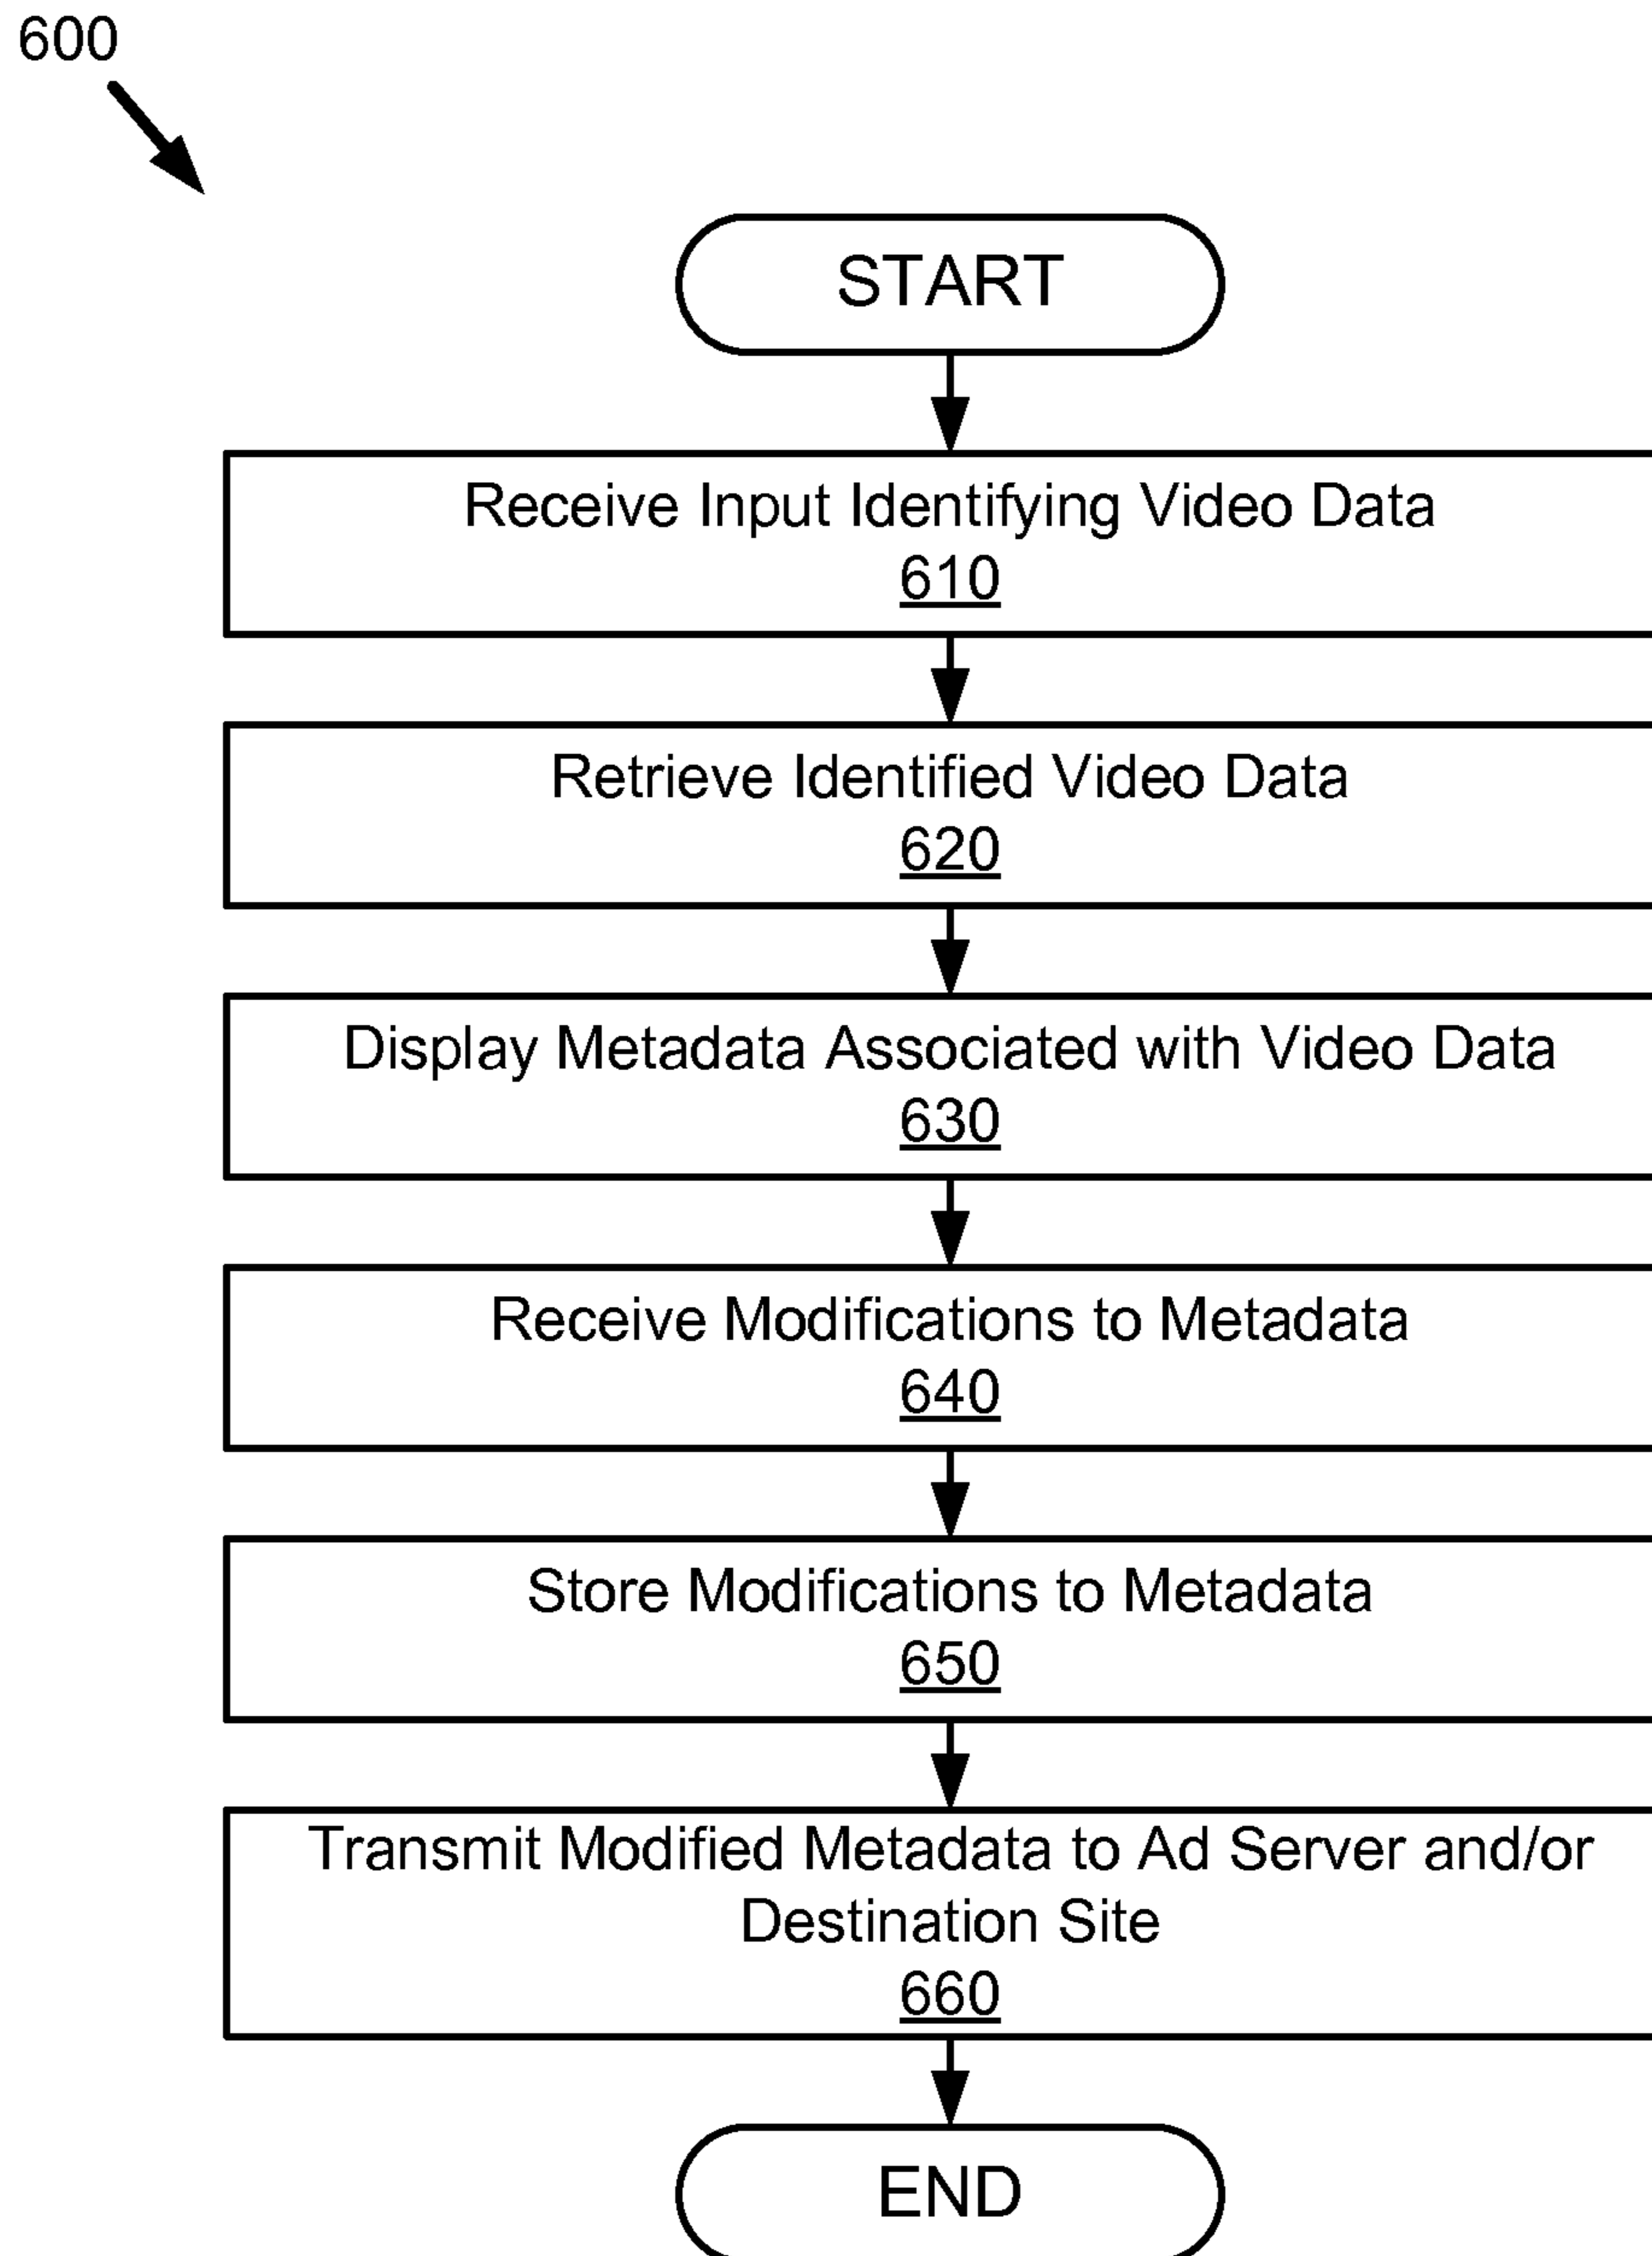 600
START
Receive Input Identifying Video Data
610
Retrieve Identified Video Data
620
Display Metadata Associated with Video Data
630
Receive Modifications to Metadata
640
Store Modifications to Metadata
650
Transmit Modified Metadata to Ad Server and/or
Destination Site
660
END